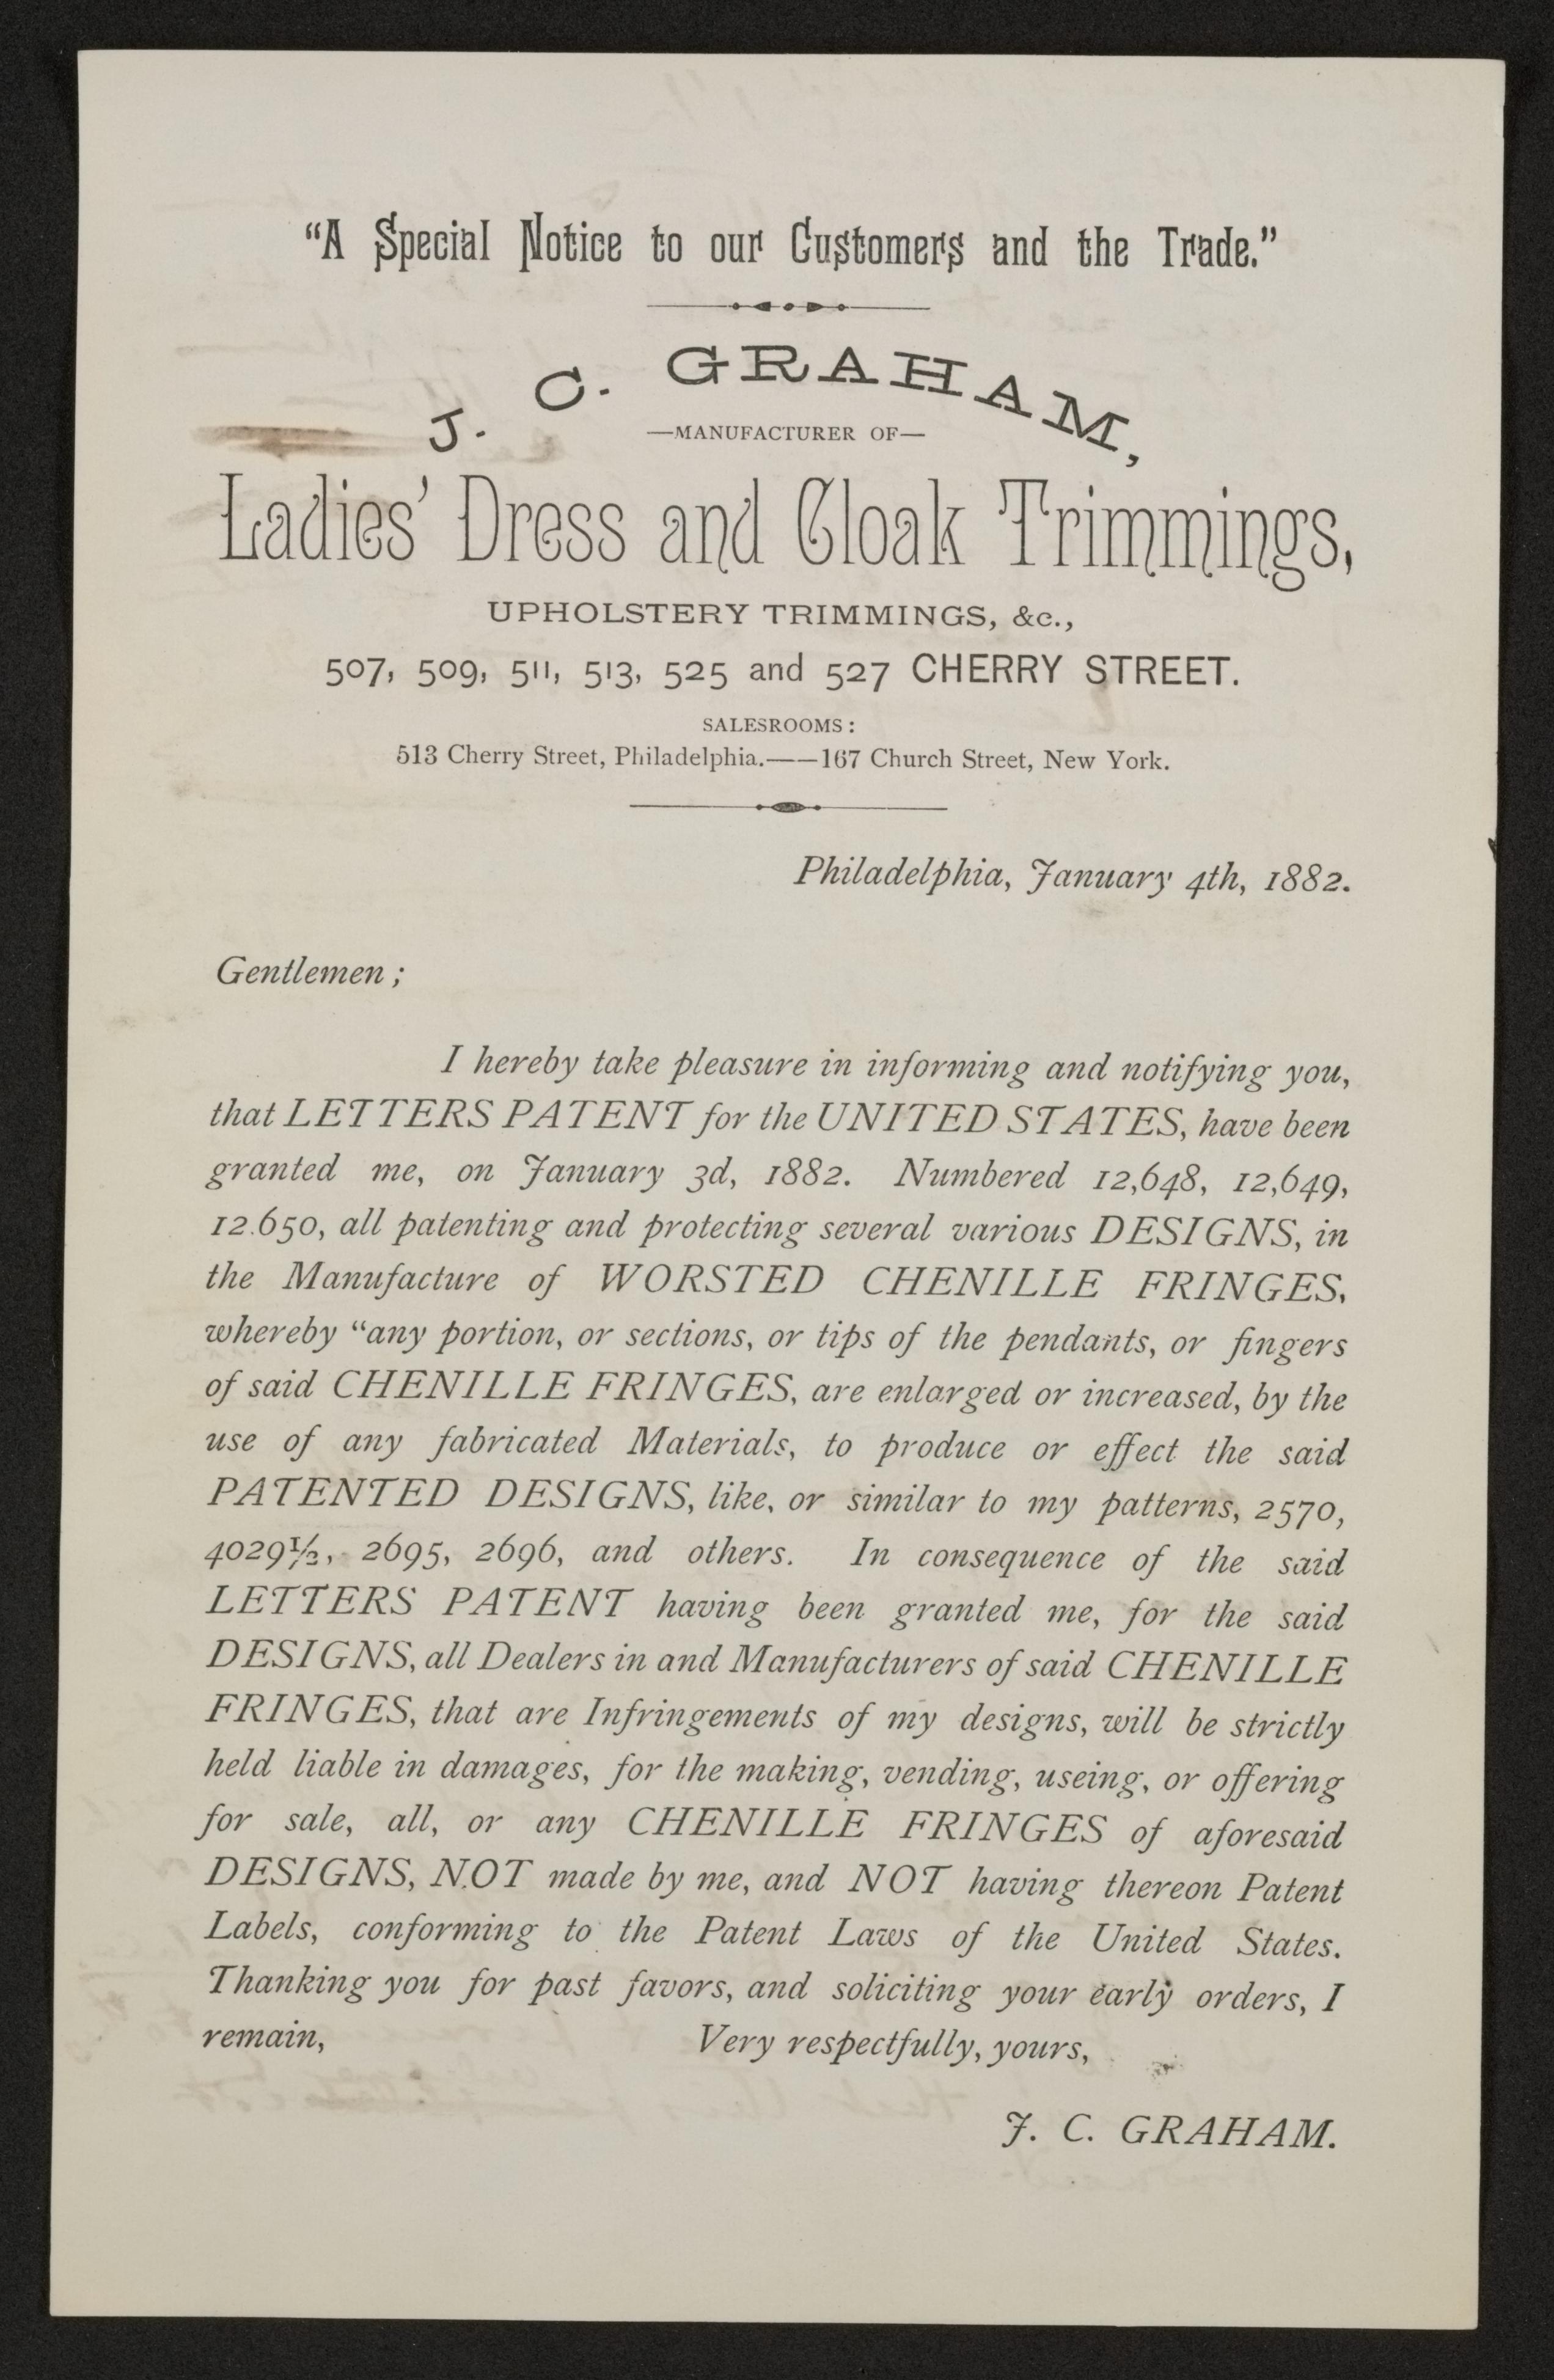 “A Special Notice to our Customers and the Trade.”
J. C. GRAHAM,
—MANUFACTURER OF—
Ladies’ Dress and Cloak Trimmings,
UPHOLSTERY TRIMMINGS, &c.,
507, 509, 511, 513, 525 and 527 CHERRY STREET.
SALESROOMS:
513 Cherry Street, Philadelphia.——167 Church Street, New York.
Philadelphia, January 4th, 1882.
Gentlemen;
I hereby take pleasure in informing and notifying you,
that LETTERS PATENT for the UNITED STATES, have been
granted me, on January 3d, 1882. Numbered 12,648, 12,649,
12.650, all patenting and protecting several various DESIGNS, in
the Manufacture of WORSTED CHENILLE FRINGES,
whereby “any portion, or sections, or tips of the pendants, or fingers
of said CHENILLE FRINGES, are enlarged or increased, by the
use of any fabricated Materials, to produce or effect the said
PATENTED DESIGNS, like, or similar to my patterns, 2570,
4029½, 2695, 2696, and others. In consequence of the said
LETTERS PATENT having been granted me, for the said
DESIGNS, all Dealers in and Manufacturers of said CHENILLE
FRINGES, that are Infringements of my designs, will be strictly
held liable in damages, for the making, vending, useing, or offering
for sale, all, or any CHENILLE FRINGES of aforesaid
DESIGNS, NOT made by me, and NOT having thereon Patent
Labels, conforming to the Patent Laws of the United States.
Thanking you for past favors, and soliciting your early orders, I
remain, Very respectfully, yours,
J. C. GRAHAM.